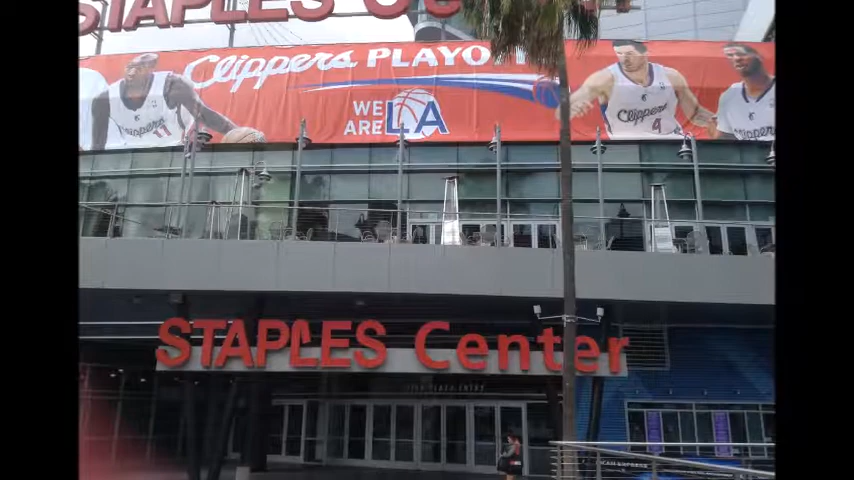 STAPLES
Clippers PLAYO
WE
ARE LA
Clippers
11
Clippers
4
Clippers
STAPLES Center